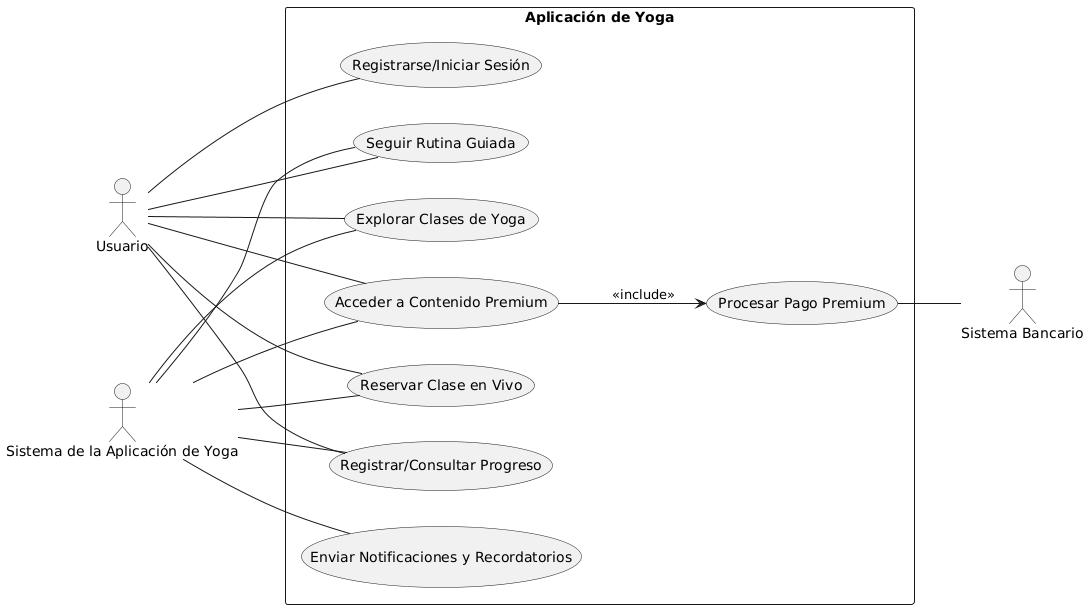 Aplicación de Yoga
Registrarse/Iniciar Sesión
Seguir Rutina Guiada
Usuario
Explorar Clases de Yoga
Acceder a Contenido Premium
«include»
Procesar Pago Premium
Sistema Bancario
Reservar Clase en Vivo
Sistema de la Aplicación de Yoga
Registrar/Consultar Progreso
Enviar Notificaciones y Recordatorios